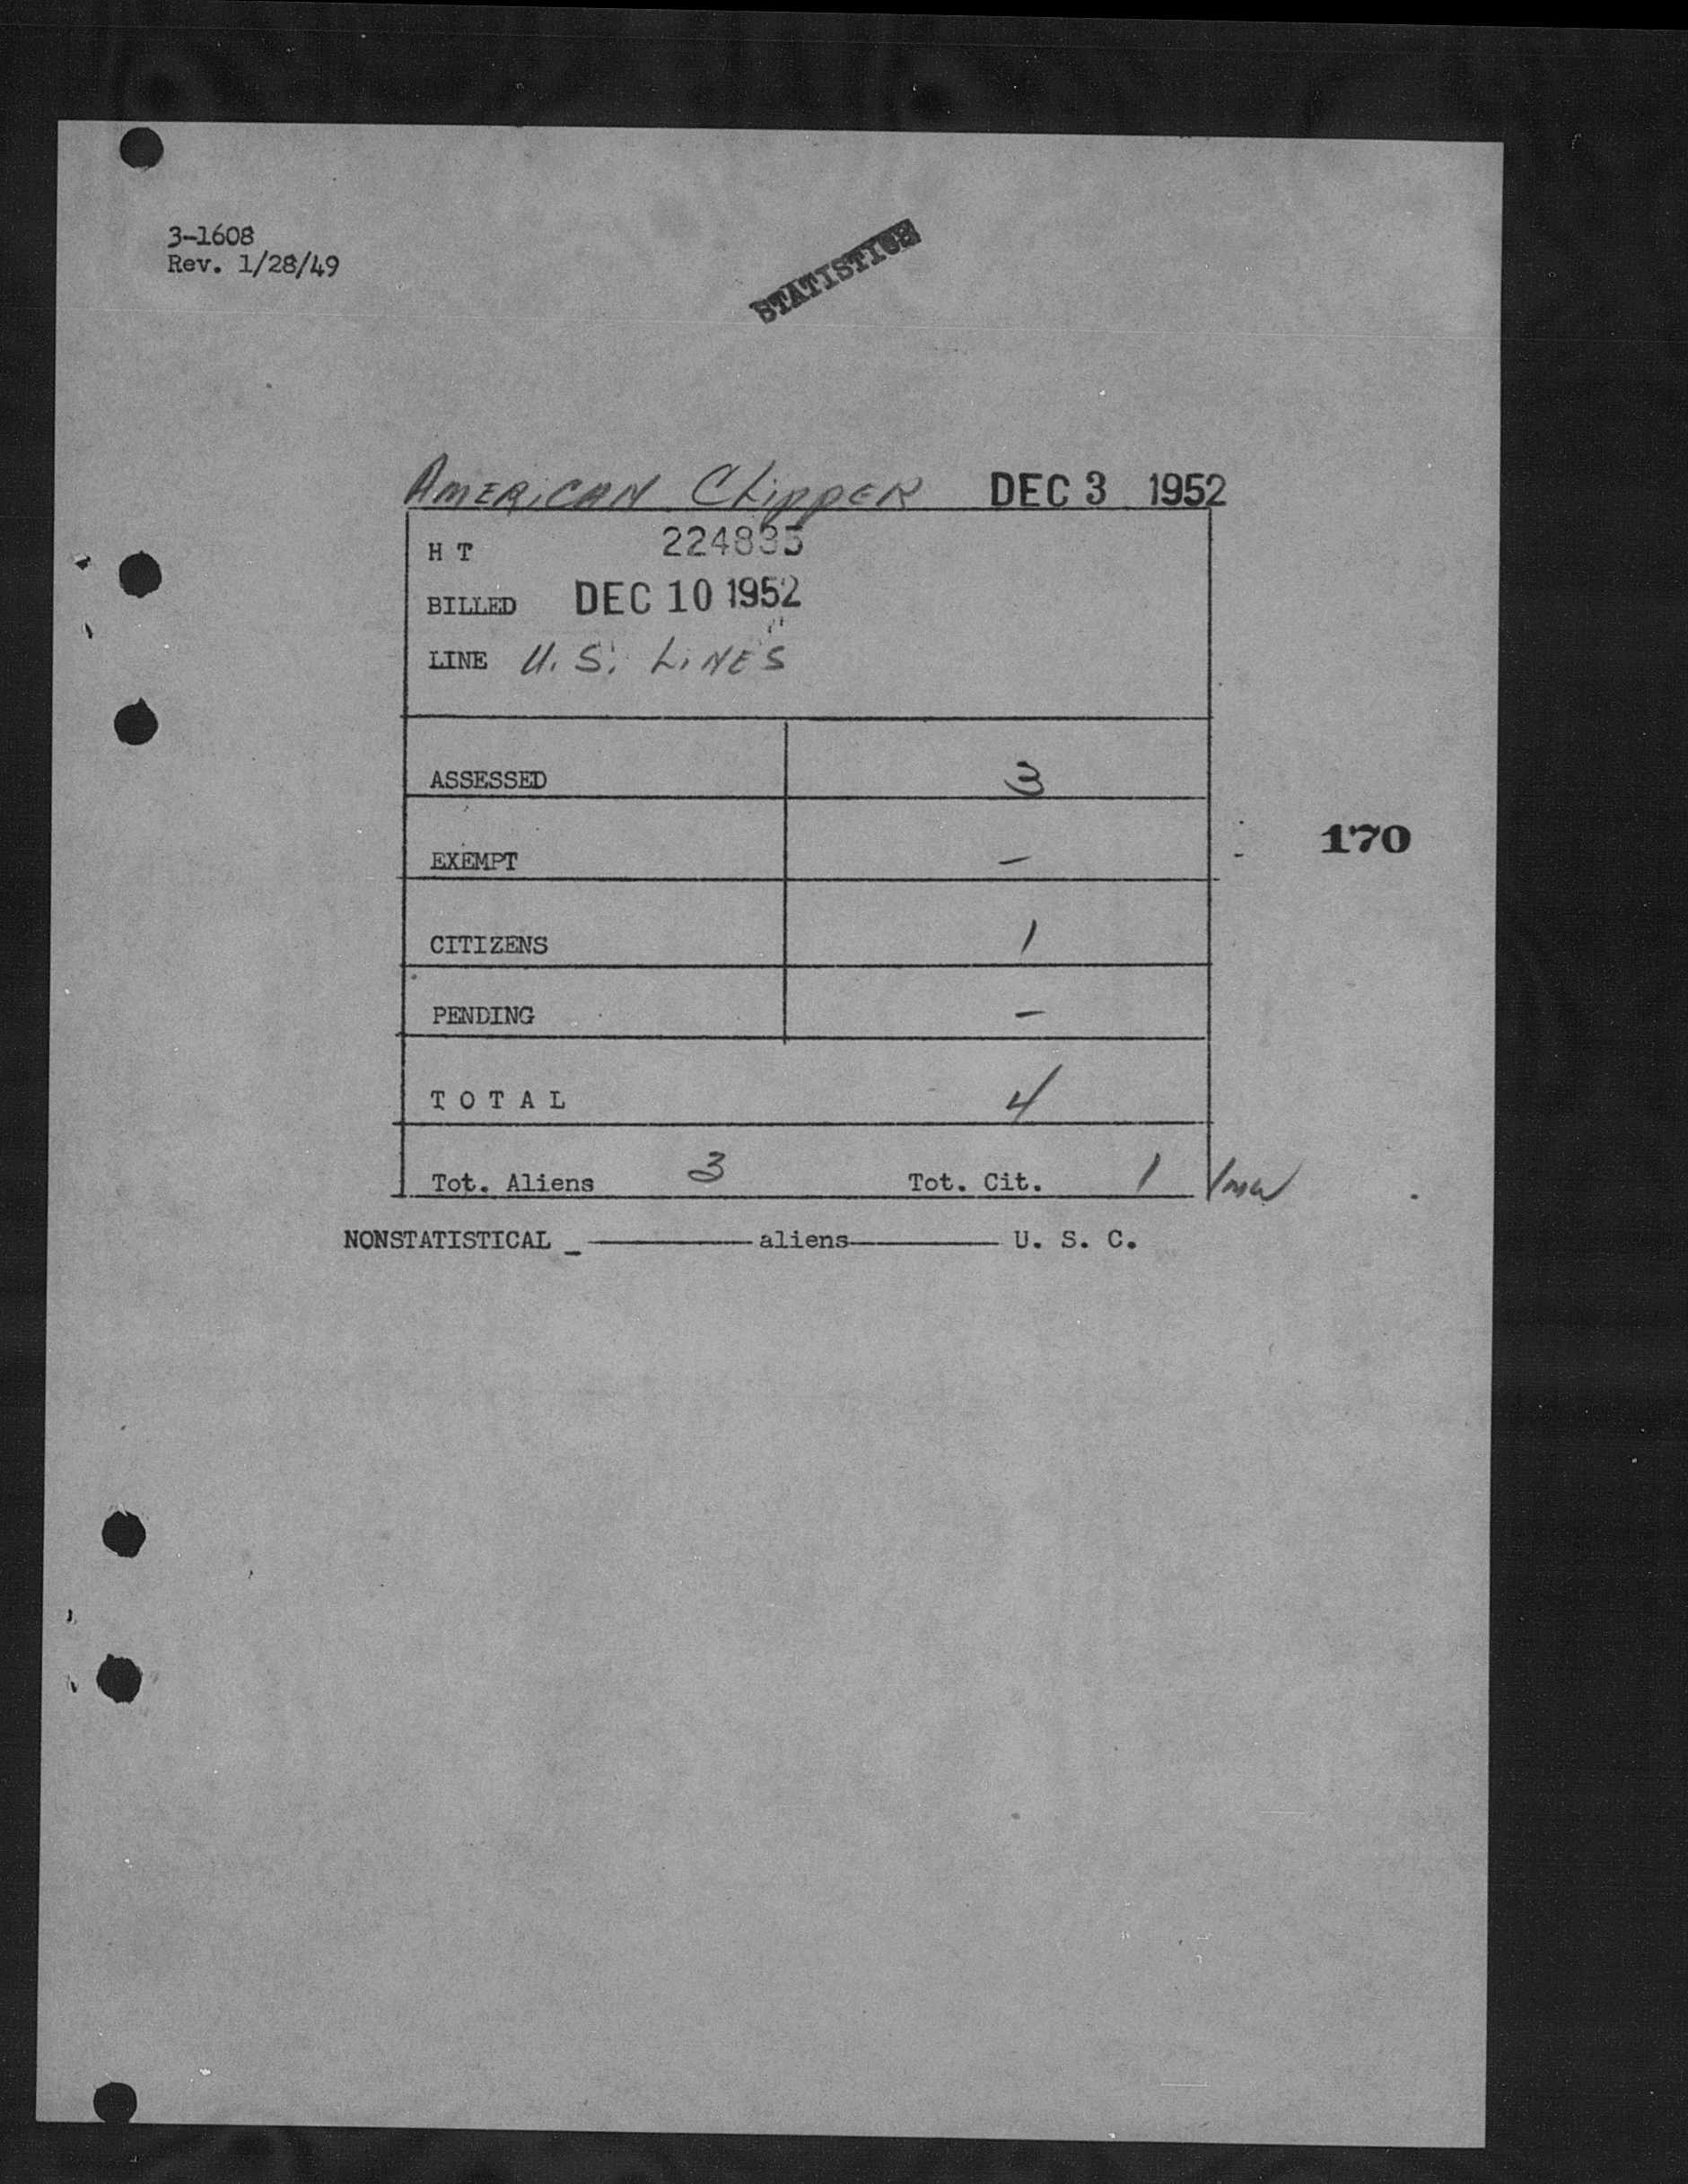 3-1608
Rev. 1/28/49
STATISTICS
AMERICAN Clipper DEC 3 1952
H T 224835
BILLED DEC 10 1952
LINE U.S. LINES
ASSESSED 3
EXEMPT –
170
CITIZENS 1
PENDING –
T O T A L 4
Tot. Aliens 3 Tot. Cit. 1
NONSTATISTICAL _ ———— aliens ———— U. S. C.